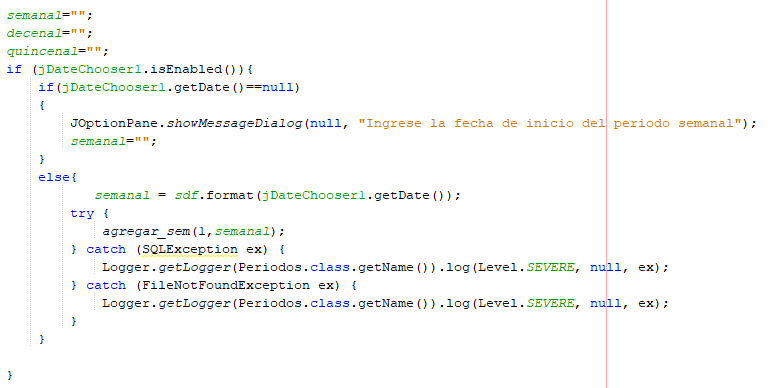 semanal="";
decenal="";
quincenal="";
if (jDateChooser1.isEnabled()){
if(jDateChooser1.getDate()==null)
{
JOptionPane.showMessageDialog(null, "Ingrese la fecha de inicio del periodo semanal");
semanal="";
}
else{
semanal = sdf.format(jDateChooser1.getDate());
try {
agregar_sem(1,semanal);
} catch (SQLException ex) {
Logger.getLogger(Periodos.class.getName()).log(Level.SEVERE, null, ex);
} catch (FileNotFoundException ex) {
Logger.getLogger(Periodos.class.getName()).log(Level.SEVERE, null, ex);
}
}
}